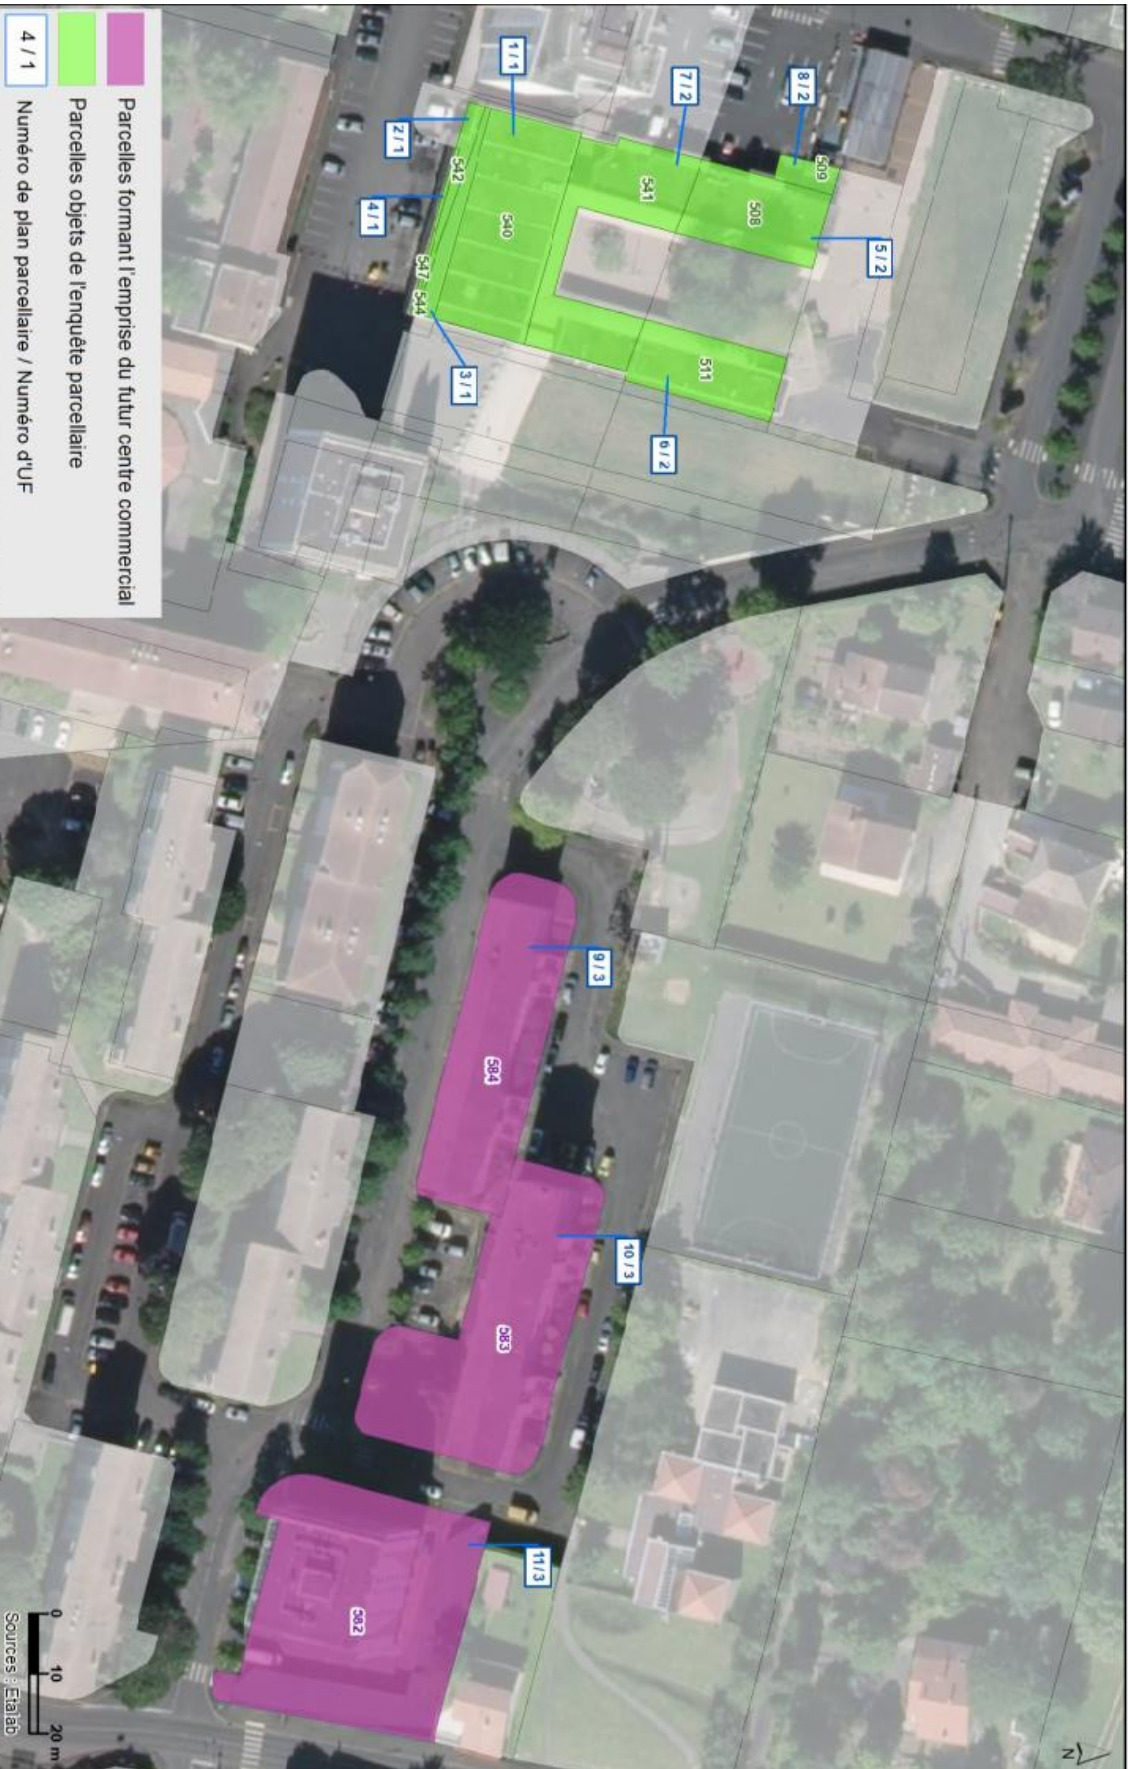 1 / 1
7 / 2
8 / 2
2 / 1
4 / 1
5 / 2
3 / 1
6 / 2
509
508
541
542
540
547
544
511
9 / 3
584
10 / 3
583
11 / 3
582
Parcelles formant l'emprise du futur centre commercial
Parcelles objets de l'enquête parcellaire
4 / 1 Numéro de plan parcellaire / Numéro d'UF
0 10 20 m
Sources : Etalab
N